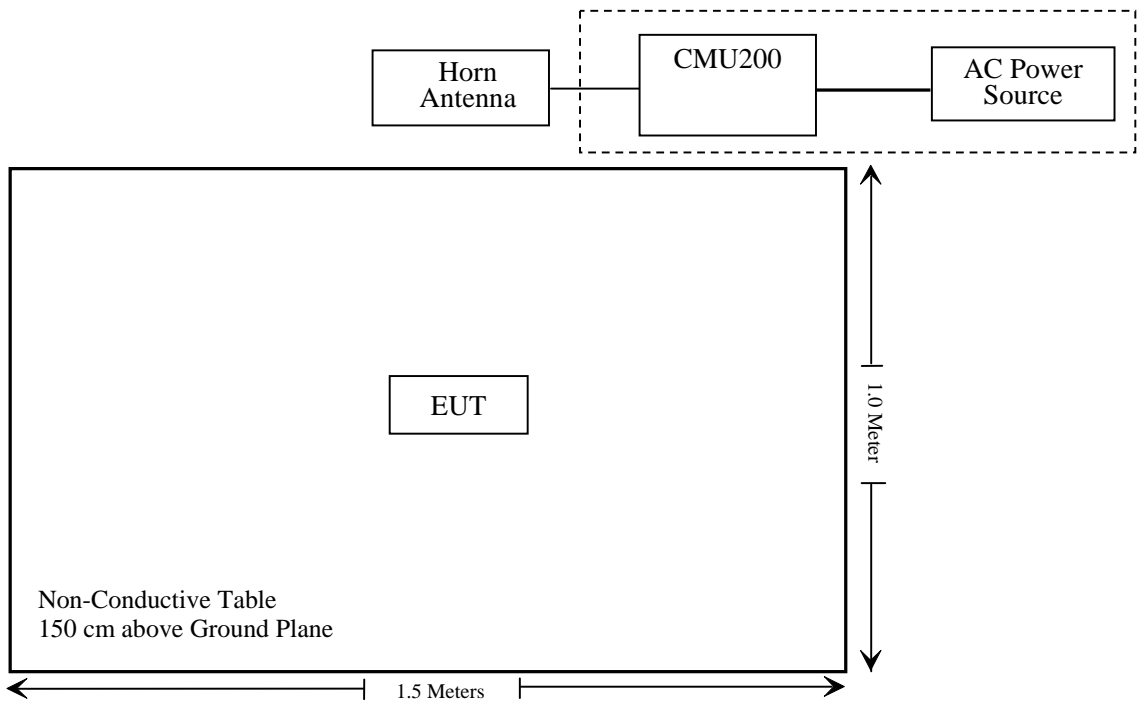 Horn
Antenna
CMU200
AC Power
Source
EUT
1.0 Meter
Non-Conductive Table
150 cm above Ground Plane
1.5 Meters